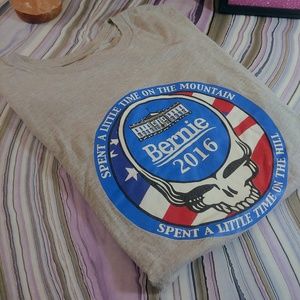 SPENT A LITTLE TIME ON THE MOUNTAIN
Bernie
2016
SPENT A LITTLE TIME ON THE HILL